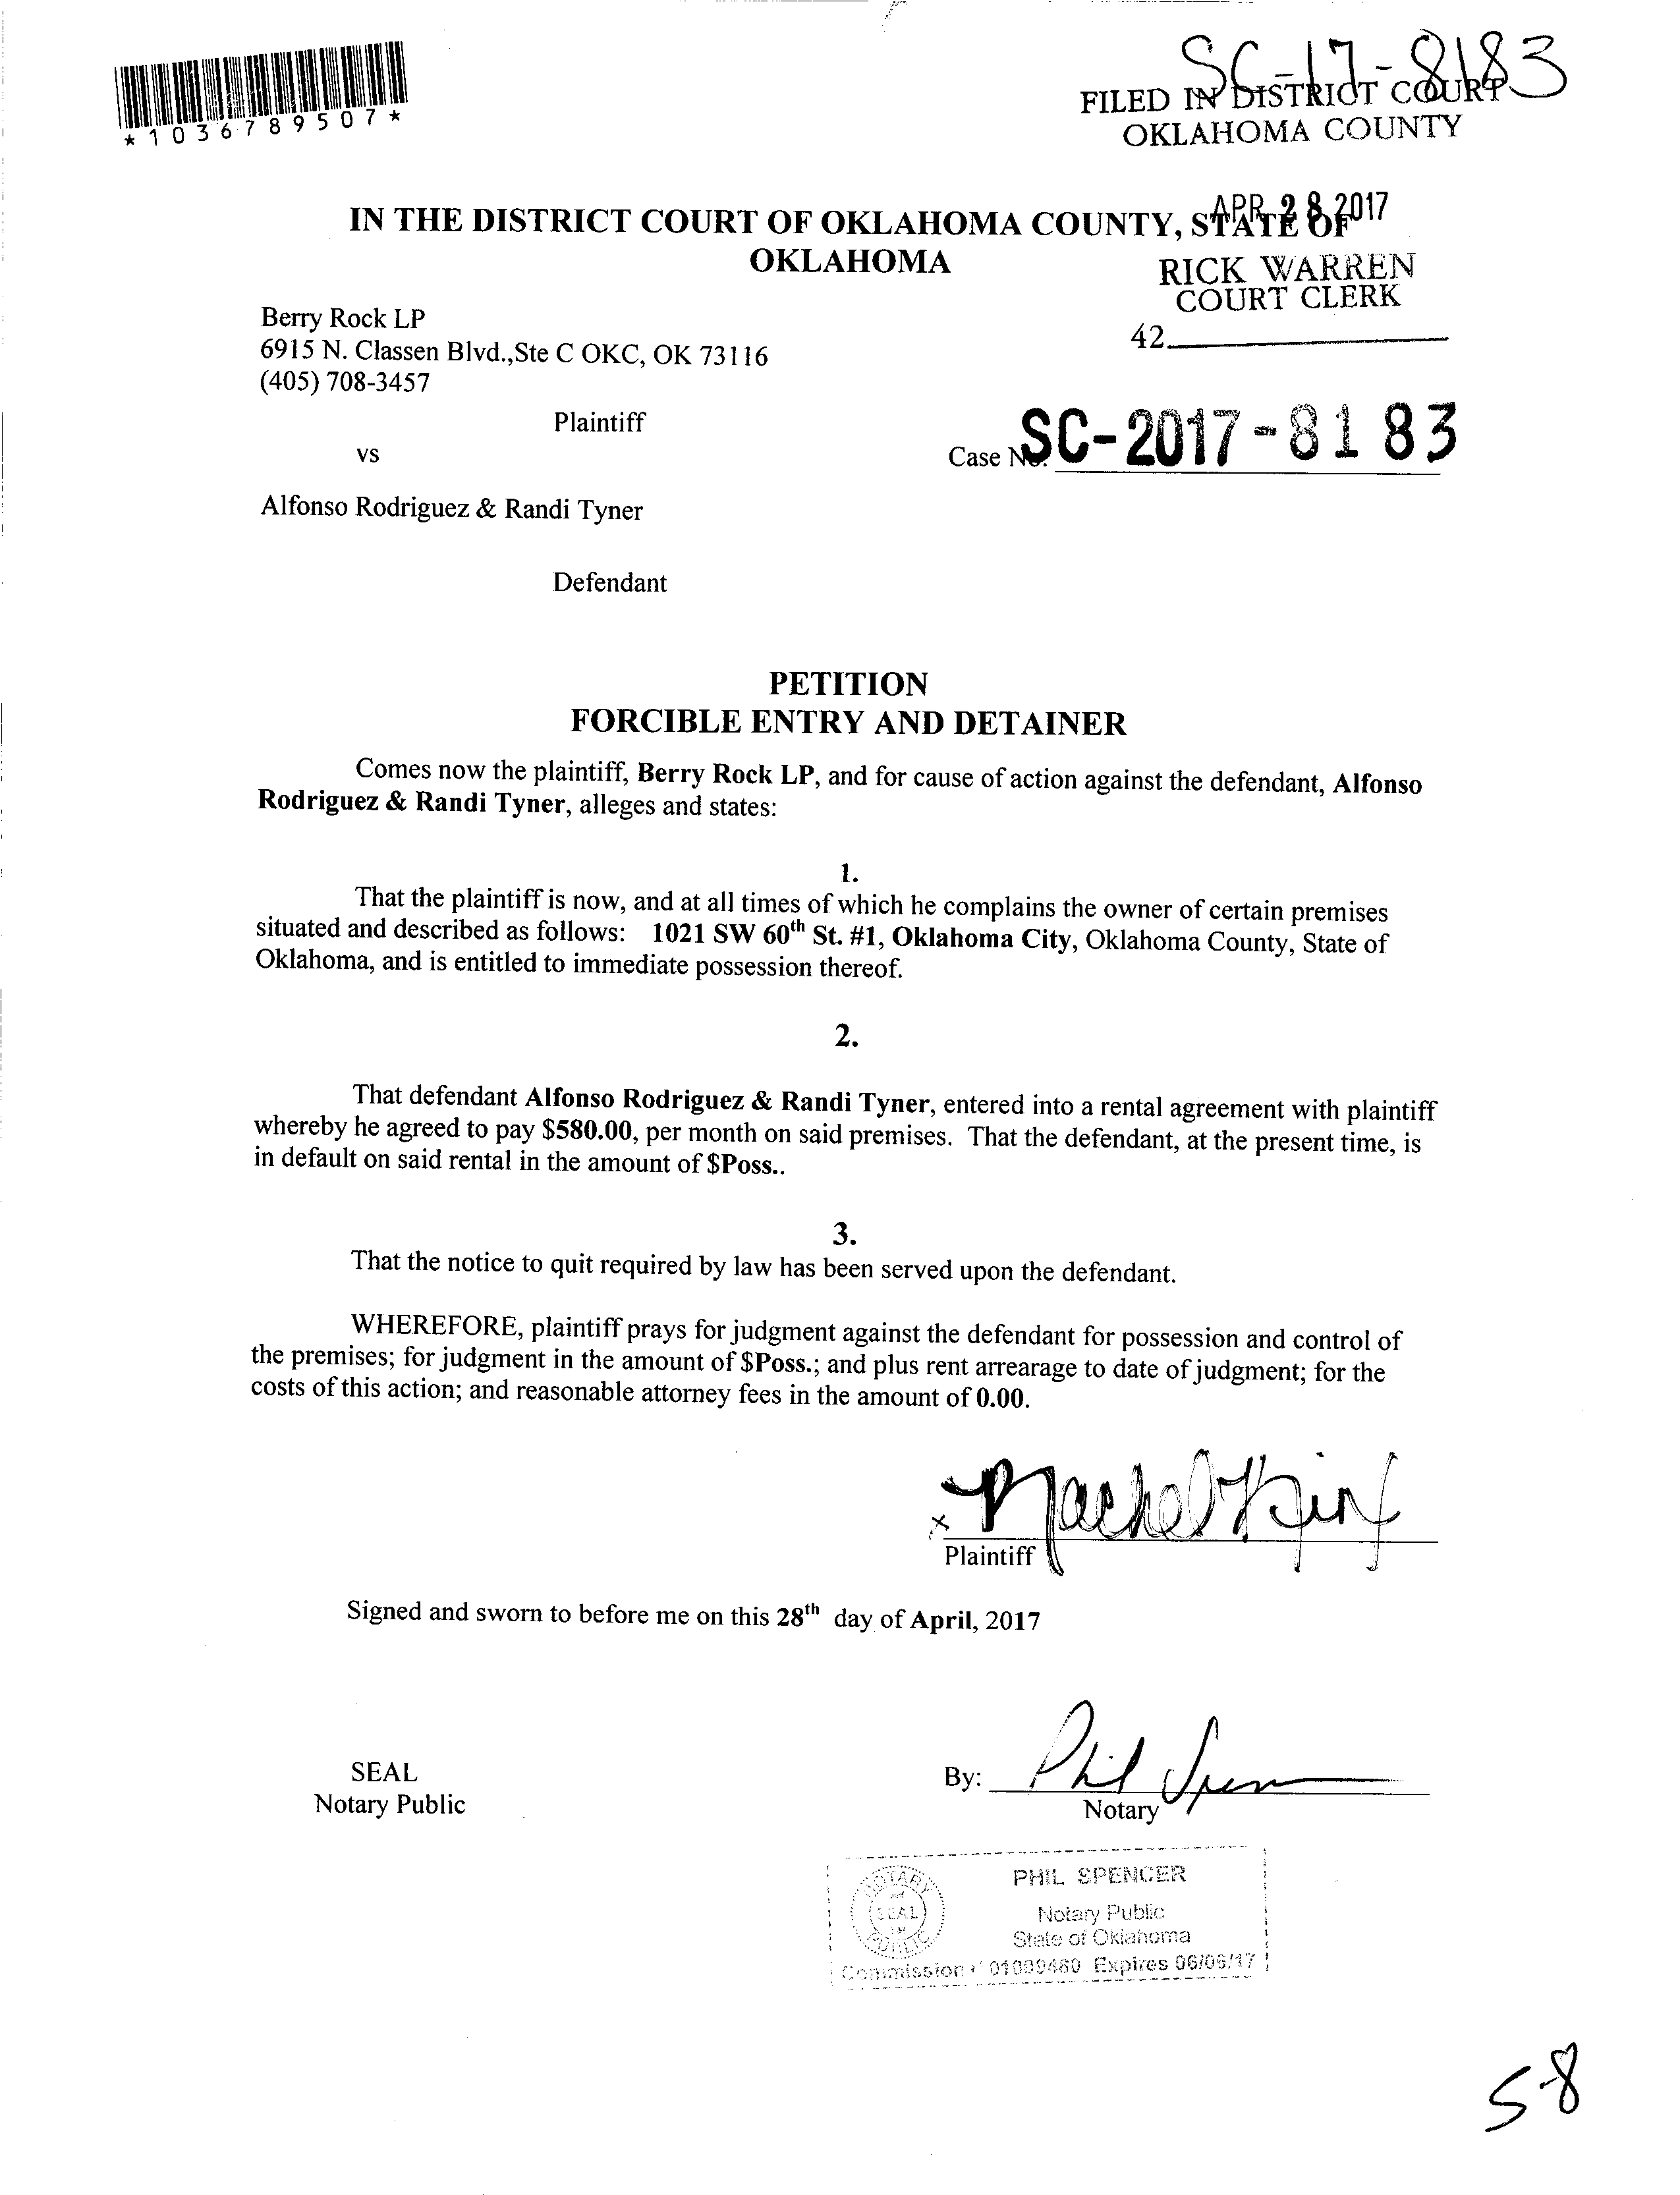 SC-17-8183
*1036789507*
FILED IN DISTRICT COURT
OKLAHOMA COUNTY
APR 28 2017
IN THE DISTRICT COURT OF OKLAHOMA COUNTY, STATE OF
OKLAHOMA
RICK WARREN
COURT CLERK
42
Berry Rock LP
6915 N. Classen Blvd.,Ste C OKC, OK 73116
(405) 708-3457
Plaintiff
vs
Case No. SC-2017-8183
Alfonso Rodriguez & Randi Tyner
Defendant
PETITION
FORCIBLE ENTRY AND DETAINER
Comes now the plaintiff, Berry Rock LP, and for cause of action against the defendant, Alfonso
Rodriguez & Randi Tyner, alleges and states:
1.
That the plaintiff is now, and at all times of which he complains the owner of certain premises
situated and described as follows: 1021 SW 60th St. #1, Oklahoma City, Oklahoma County, State of
Oklahoma, and is entitled to immediate possession thereof.
2.
That defendant Alfonso Rodriguez & Randi Tyner, entered into a rental agreement with plaintiff
whereby he agreed to pay $580.00, per month on said premises. That the defendant, at the present time, is
in default on said rental in the amount of $Poss..
3.
That the notice to quit required by law has been served upon the defendant.
WHEREFORE, plaintiff prays for judgment against the defendant for possession and control of
the premises; for judgment in the amount of $Poss.; and plus rent arrearage to date of judgment; for the
costs of this action; and reasonable attorney fees in the amount of 0.00.
x Rachel King
Plaintiff
Signed and sworn to before me on this 28th day of April, 2017
SEAL
Notary Public
By: Phil Spencer
Notary
NOTARY
SEAL
PUBLIC
PHIL SPENCER
Notary Public
State of Oklahoma
Commission # 01009480 Expires 06/06/17
5-8